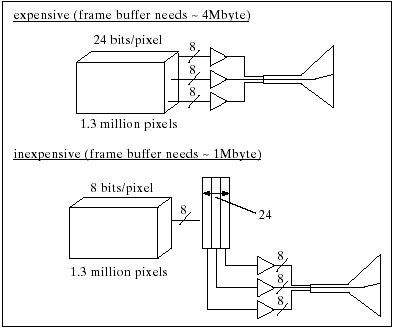 expensive (frame buffer needs ~ 4Mbyte)
24 bits/pixel
8
8
8
1.3 million pixels
inexpensive (frame buffer needs ~ 1Mbyte)
8 bits/pixel
8
24
1.3 million pixels
8
8
8